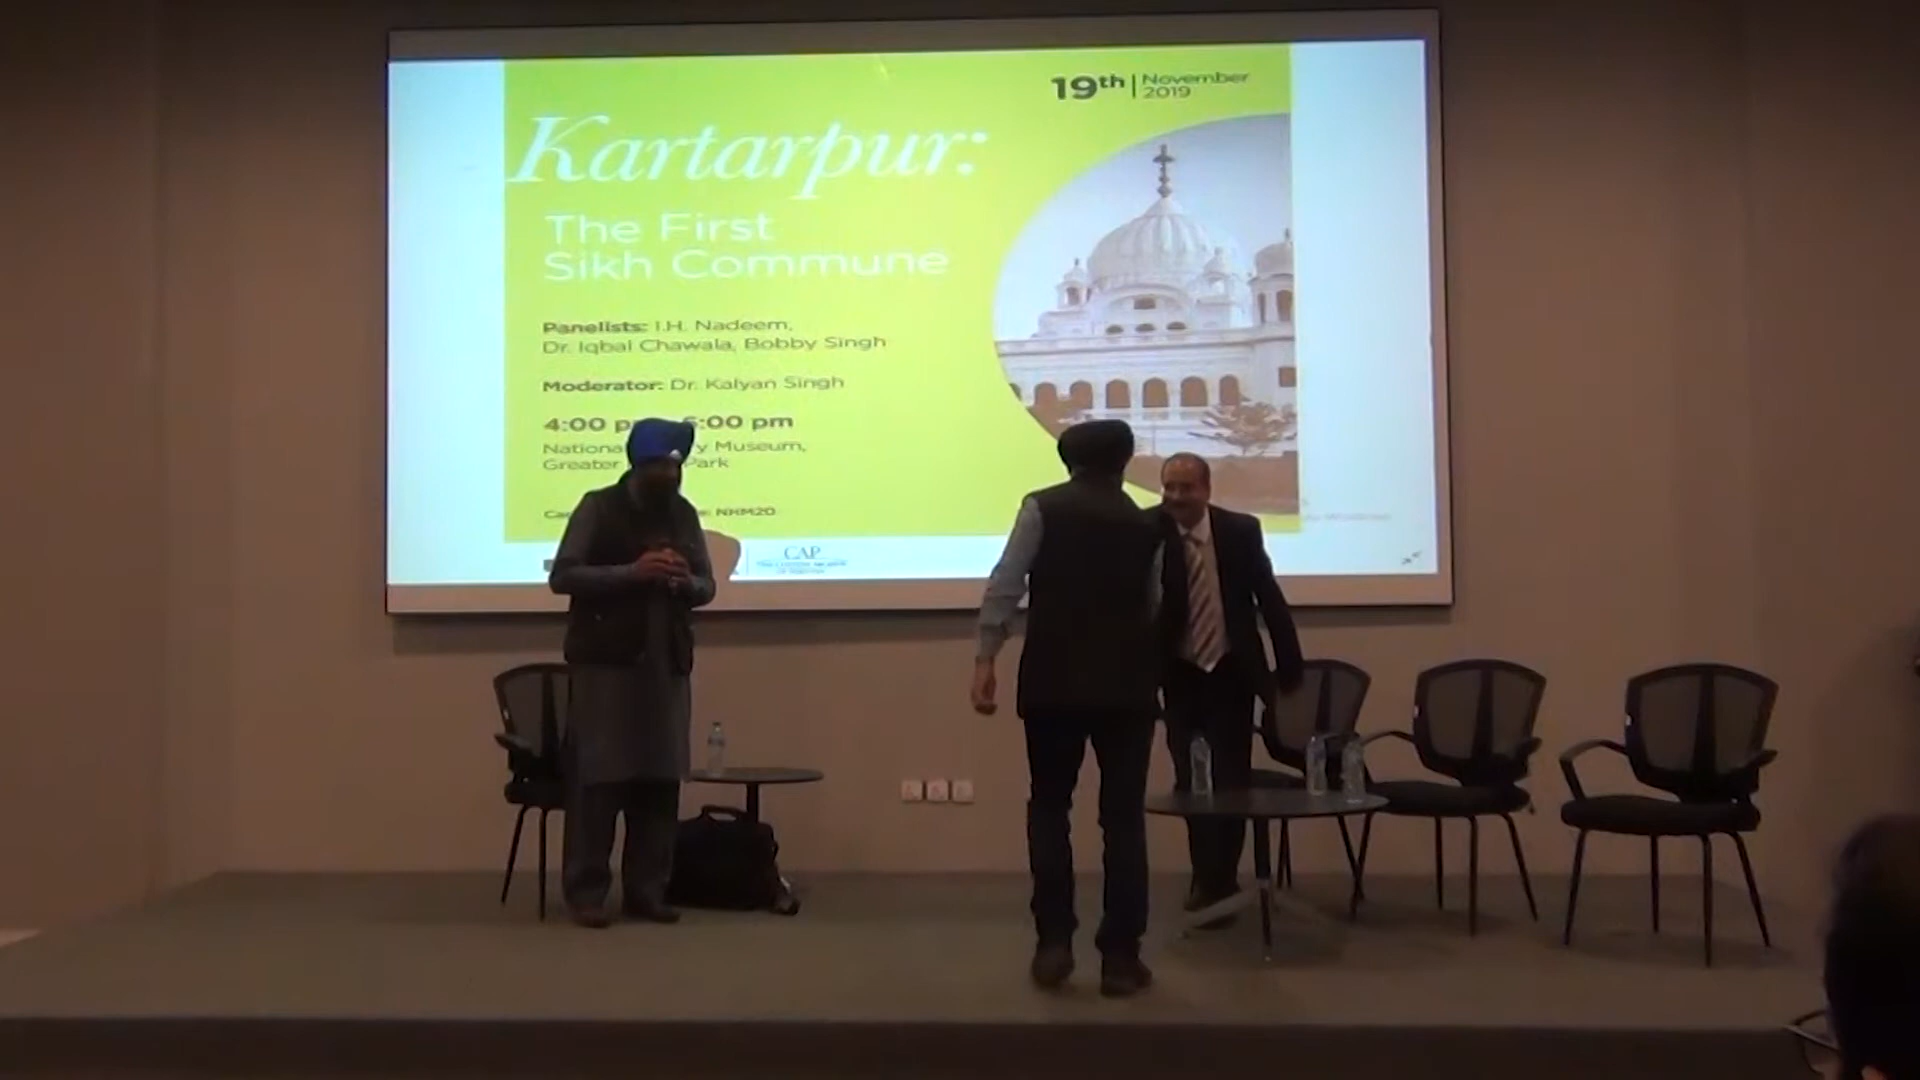 19th | November
2019
Kartarpur:
The First
Sikh Commune
Panelists: I.H. Nadeem,
Dr. Iqbal Chawala, Bobby Singh
Moderator: Dr. Kalyan Singh
4:00 pm 6:00 pm
National Museum,
Greater Park
NHM20
CAP